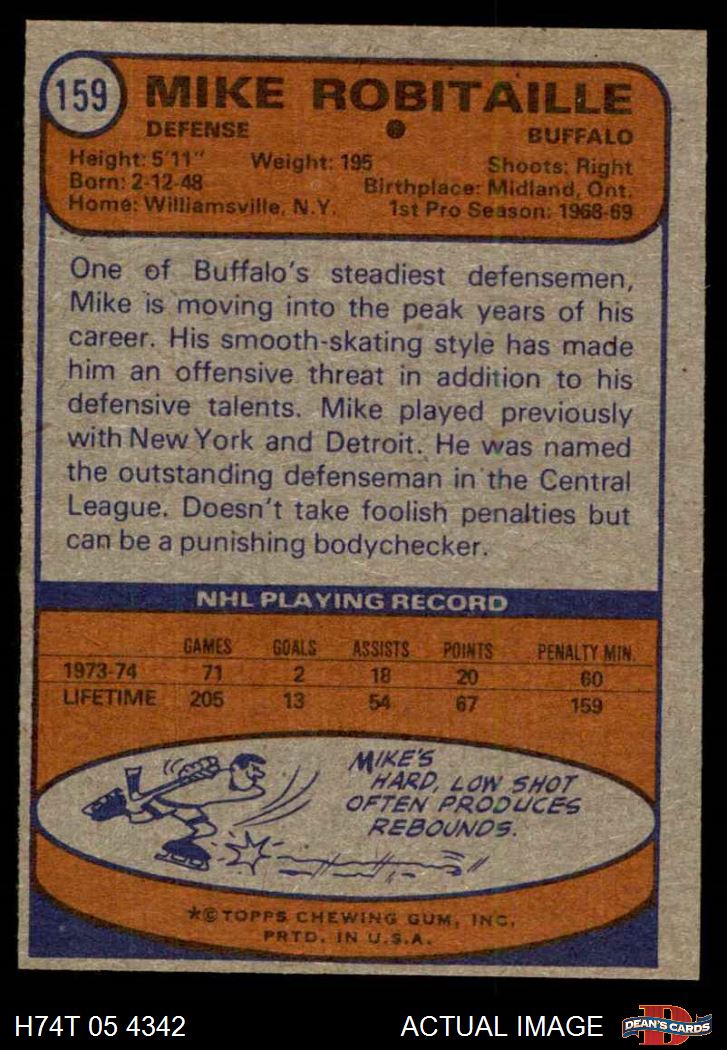 159
MIKE ROBITAILLE
DEFENSE BUFFALO
Height: 5'11" Weight: 195 Shoots: Right
Born: 2-12-48 Birthplace: Midland, Ont.
Home: Williamsville, N.Y. 1st Pro Season: 1968-69
One of Buffalo's steadiest defensemen,
Mike is moving into the peak years of his
career. His smooth-skating style has made
him an offensive threat in addition to his
defensive talents. Mike played previously
with New York and Detroit. He was named
the outstanding defenseman in the Central
League. Doesn't take foolish penalties but
can be a punishing bodychecker.
NHL PLAYING RECORD
GAMES GOALS ASSISTS POINTS PENALTY MIN.
1973-74 71 2 18 20 60
LIFETIME 205 13 54 67 159
MIKE'S
HARD, LOW SHOT
OFTEN PRODUCES
REBOUNDS.
*©TOPPS CHEWING GUM, INC.
PRTD. IN U.S.A.
H74T 05 4342 ACTUAL IMAGE
D
DEAN'S CARDS